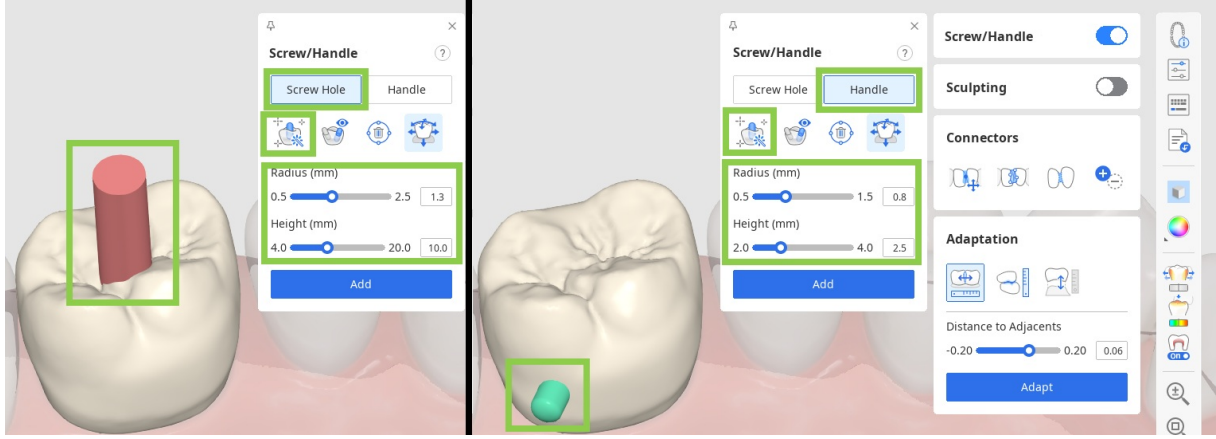 Screw/Handle
?
Screw Hole Handle
Radius (mm)
0.5 2.5 1.3
Height (mm)
4.0 20.0 10.0
Add
Screw/Handle
?
Screw Hole Handle
Radius (mm)
0.5 1.5 0.8
Height (mm)
2.0 4.0 2.5
Add
Screw/Handle
Sculpting
Connectors
Adaptation
Distance to Adjacents
-0.20 0.20 0.06
Adapt
ON